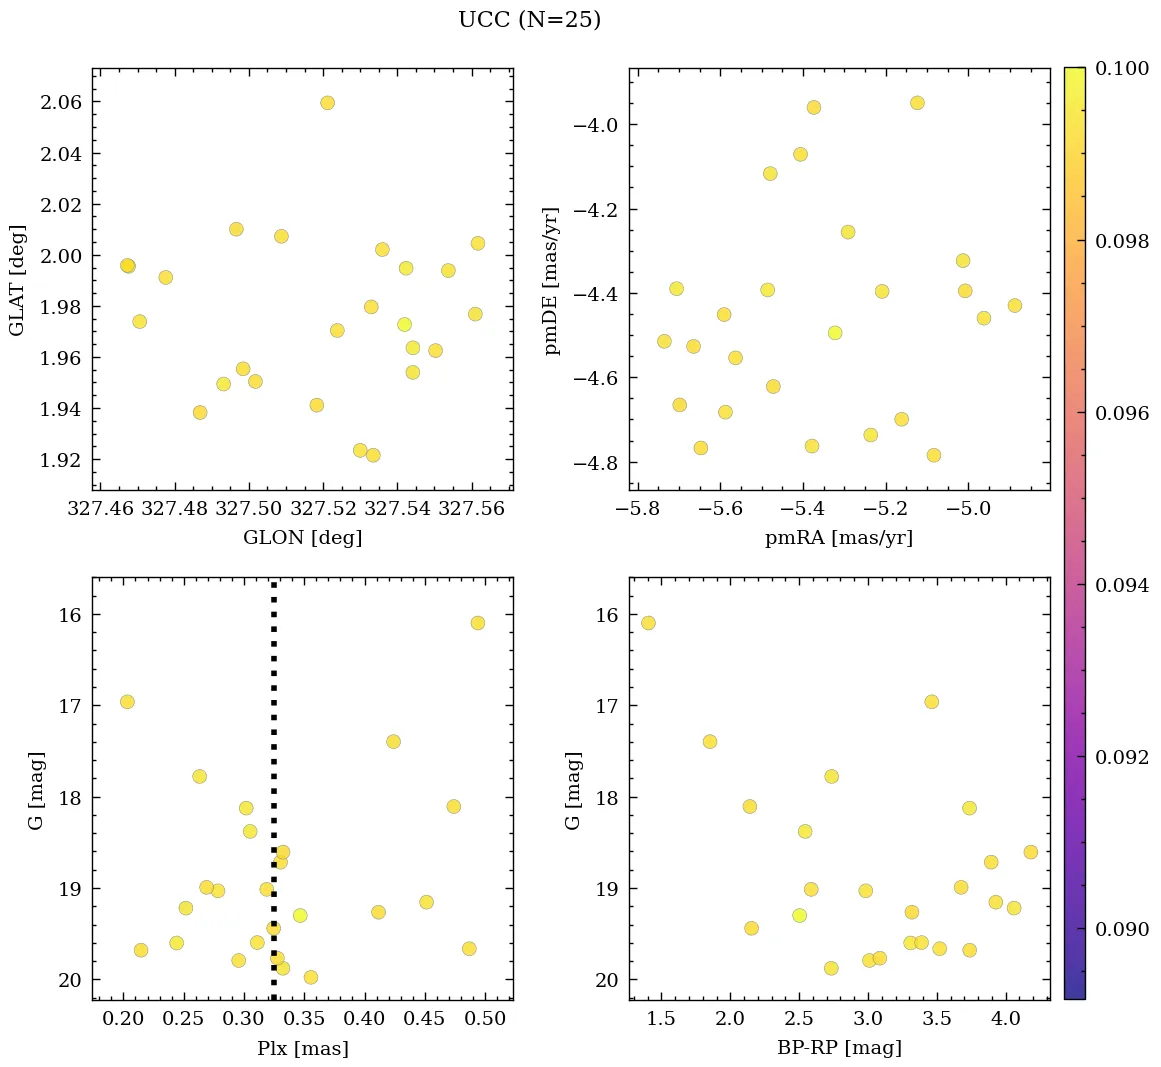 UCC (N=25)
2.06
2.04
2.02
2.00
1.98
1.96
1.94
1.92
GLAT [deg]
327.46 327.48 327.50 327.52 327.54 327.56
GLON [deg]
−4.0
−4.2
−4.4
−4.6
−4.8
pmDE [mas/yr]
−5.8 −5.6 −5.4 −5.2 −5.0
pmRA [mas/yr]
0.100
0.098
0.096
0.094
0.092
0.090
16
17
18
19
20
G [mag]
0.20 0.25 0.30 0.35 0.40 0.45 0.50
Plx [mas]
16
17
18
19
20
G [mag]
1.5 2.0 2.5 3.0 3.5 4.0
BP-RP [mag]